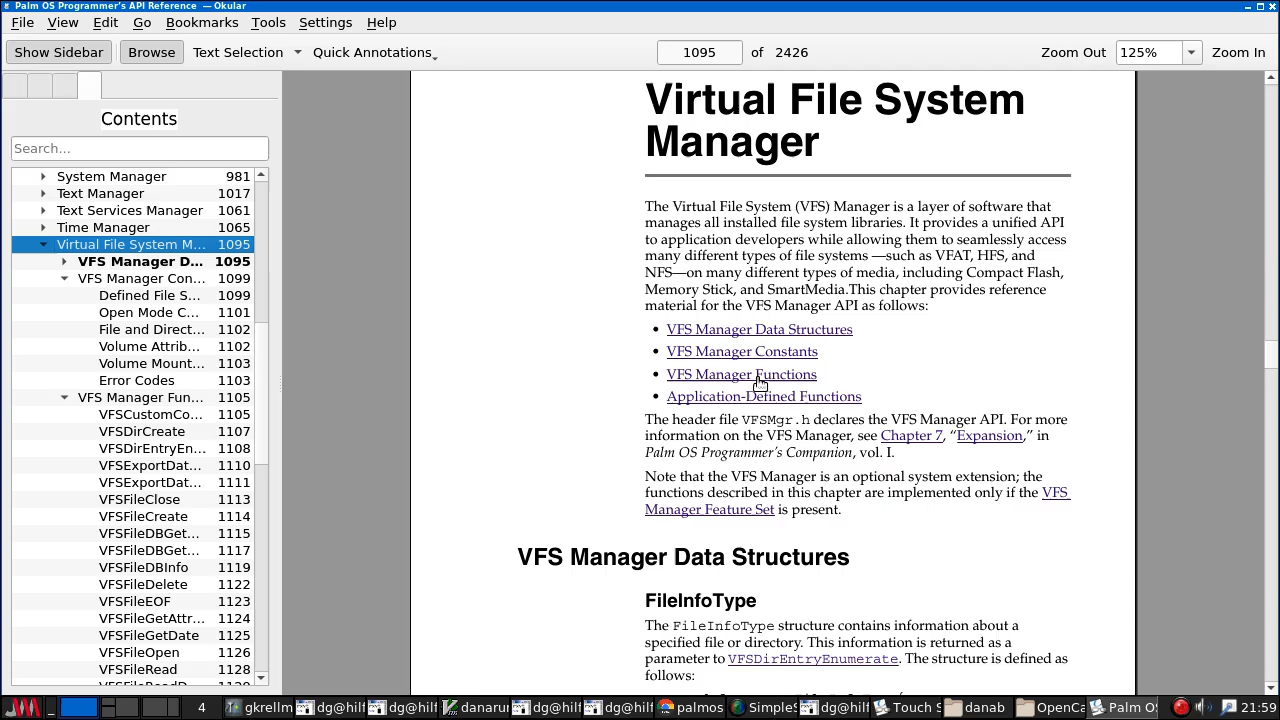 Palm OS Programmer's API Reference — Okular
File View Edit Go Bookmarks Tools Settings Help
Show Sidebar Browse Text Selection Quick Annotations 1095 of 2426 Zoom Out 125% Zoom In
Contents
Search...
System Manager 981
Text Manager 1017
Text Services Manager 1061
Time Manager 1065
Virtual File System M... 1095
VFS Manager D... 1095
VFS Manager Con... 1099
Defined File S... 1099
Open Mode C... 1101
File and Direct... 1102
Volume Attrib... 1102
Volume Mount... 1103
Error Codes 1103
VFS Manager Fun... 1105
VFSCustomCo... 1105
VFSDirCreate 1107
VFSDirEntryEn... 1108
VFSExportDat... 1110
VFSExportDat... 1111
VFSFileClose 1113
VFSFileCreate 1114
VFSFileDBGet... 1115
VFSFileDBGet... 1117
VFSFileDBInfo 1119
VFSFileDelete 1122
VFSFileEOF 1123
VFSFileGetAttr... 1124
VFSFileGetDate 1125
VFSFileOpen 1126
VFSFileRead 1128
Virtual File System
Manager
The Virtual File System (VFS) Manager is a layer of software that
manages all installed file system libraries. It provides a unified API
to application developers while allowing them to seamlessly access
many different types of file systems —such as VFAT, HFS, and
NFS—on many different types of media, including Compact Flash,
Memory Stick, and SmartMedia.This chapter provides reference
material for the VFS Manager API as follows:
• VFS Manager Data Structures
• VFS Manager Constants
• VFS Manager Functions
• Application-Defined Functions
The header file VFSMgr.h declares the VFS Manager API. For more
information on the VFS Manager, see Chapter 7, “Expansion,” in
Palm OS Programmer's Companion, vol. I.
Note that the VFS Manager is an optional system extension; the
functions described in this chapter are implemented only if the VFS
Manager Feature Set is present.
VFS Manager Data Structures
FileInfoType
The FileInfoType structure contains information about a
specified file or directory. This information is returned as a
parameter to VFSDirEntryEnumerate. The structure is defined as
follows:
4 gkrellm dg@hilf dg@hilf danarun dg@hilf dg@hilf palmos SimpleS dg@hilf Touch S danab OpenCa Palm OS 21:59